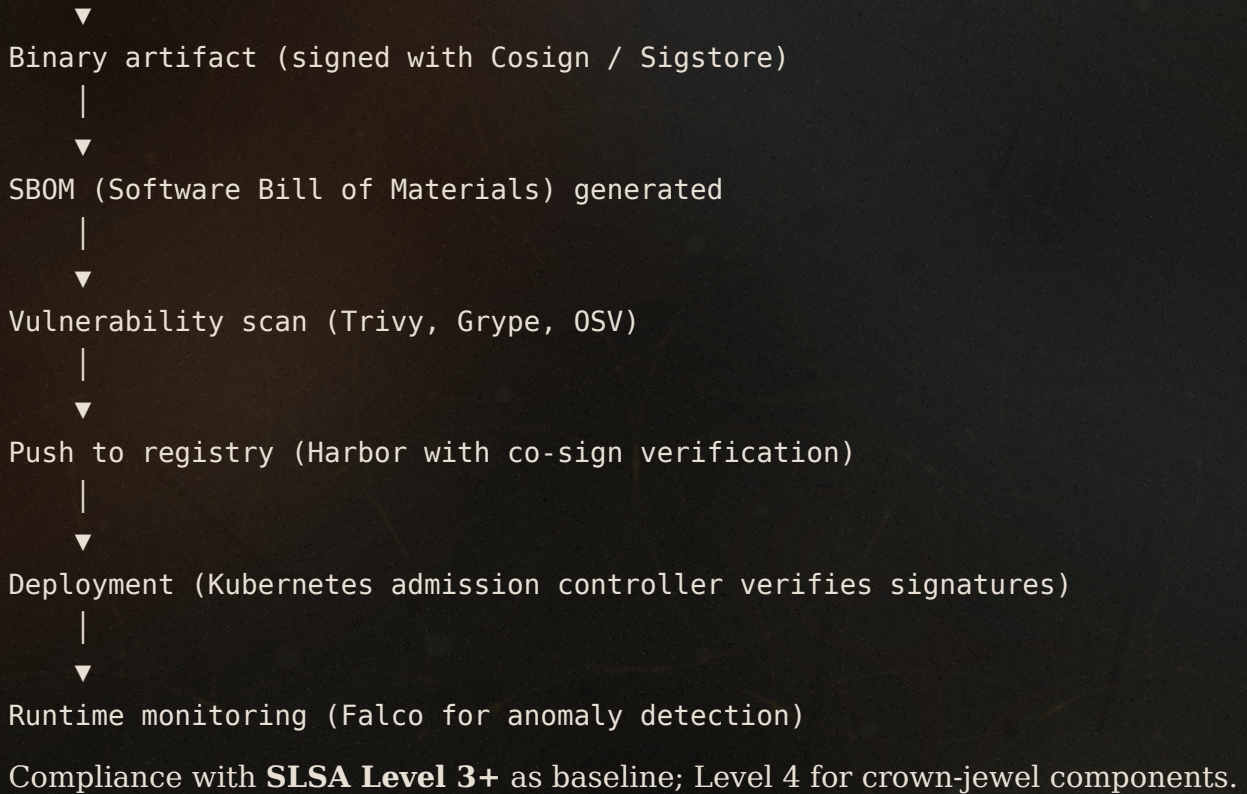 ▼
Binary artifact (signed with Cosign / Sigstore)
│
▼
SBOM (Software Bill of Materials) generated
│
▼
Vulnerability scan (Trivy, Grype, OSV)
│
▼
Push to registry (Harbor with co-sign verification)
│
▼
Deployment (Kubernetes admission controller verifies signatures)
│
▼
Runtime monitoring (Falco for anomaly detection)
Compliance with SLSA Level 3+ as baseline; Level 4 for crown-jewel components.